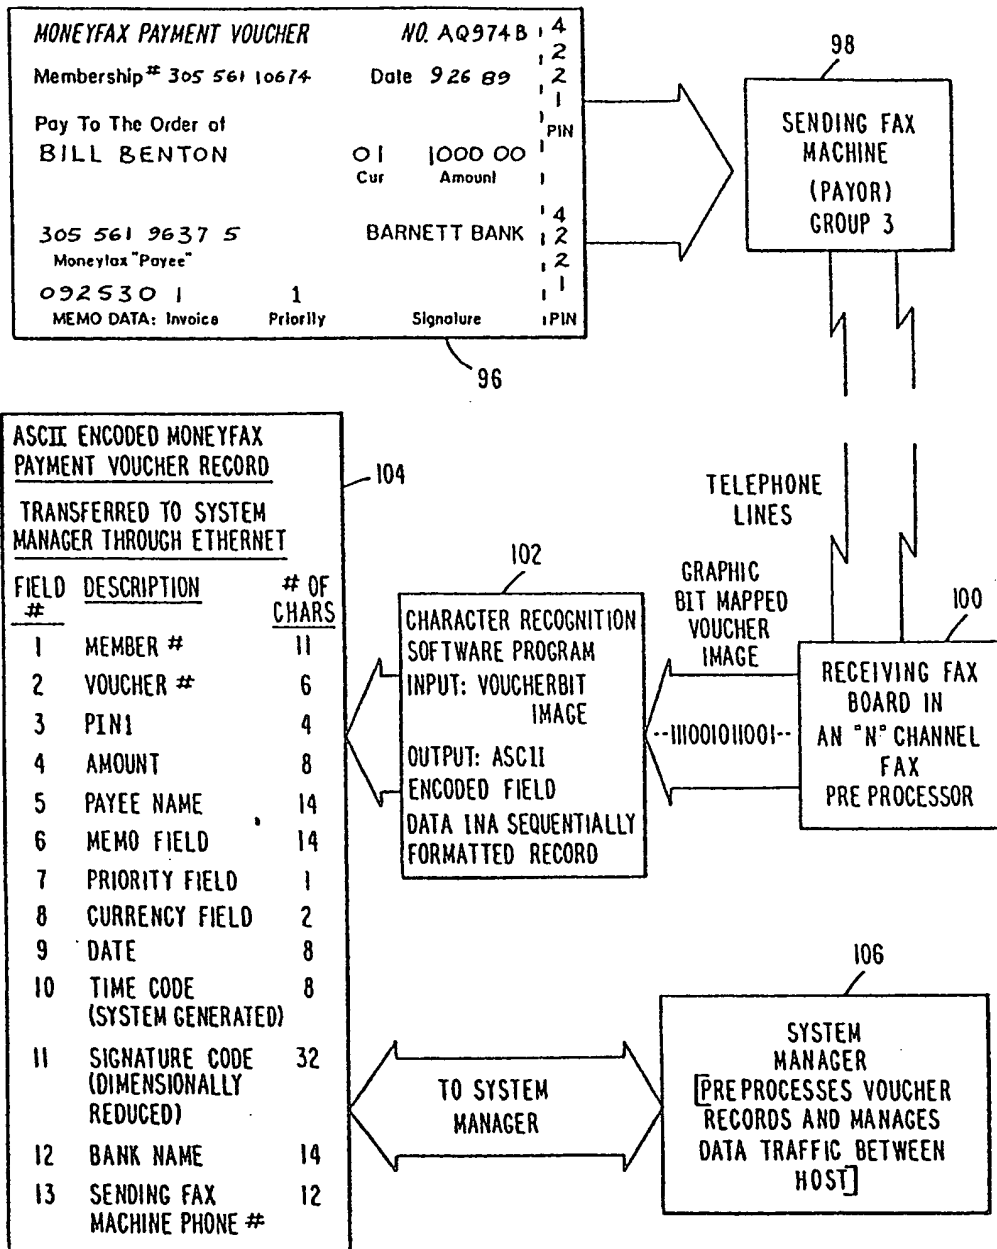 MONEYFAX PAYMENT VOUCHER NO. AQ974B
Membership # 305 561 10674 Date 9 26 89
Pay To The Order of
BILL BENTON 01 1000 00
Cur Amount
305 561 9637 5 BARNETT BANK
Moneyfax "Payee"
092530 1 1
MEMO DATA: Invoice Priority Signature
4
2
2
1
PIN
4
2
2
1
PIN
96
98
SENDING FAX
MACHINE
(PAYOR)
GROUP 3
TELEPHONE
LINES
100
RECEIVING FAX
BOARD IN
AN "N" CHANNEL
FAX
PRE PROCESSOR
GRAPHIC
BIT MAPPED
VOUCHER
IMAGE
--111001011001--
102
CHARACTER RECOGNITION
SOFTWARE PROGRAM
INPUT: VOUCHERBIT
IMAGE
OUTPUT: ASCII
ENCODED FIELD
DATA INA SEQUENTIALLY
FORMATTED RECORD
104
ASCII ENCODED MONEYFAX
PAYMENT VOUCHER RECORD
TRANSFERRED TO SYSTEM
MANAGER THROUGH ETHERNET
FIELD DESCRIPTION # OF
# CHARS
1 MEMBER # 11
2 VOUCHER # 6
3 PIN1 4
4 AMOUNT 8
5 PAYEE NAME 14
6 MEMO FIELD 14
7 PRIORITY FIELD 1
8 CURRENCY FIELD 2
9 DATE 8
10 TIME CODE 8
(SYSTEM GENERATED)
11 SIGNATURE CODE 32
(DIMENSIONALLY
REDUCED)
12 BANK NAME 14
13 SENDING FAX 12
MACHINE PHONE #
TO SYSTEM
MANAGER
106
SYSTEM
MANAGER
[PREPROCESSES VOUCHER
RECORDS AND MANAGES
DATA TRAFFIC BETWEEN
HOST]